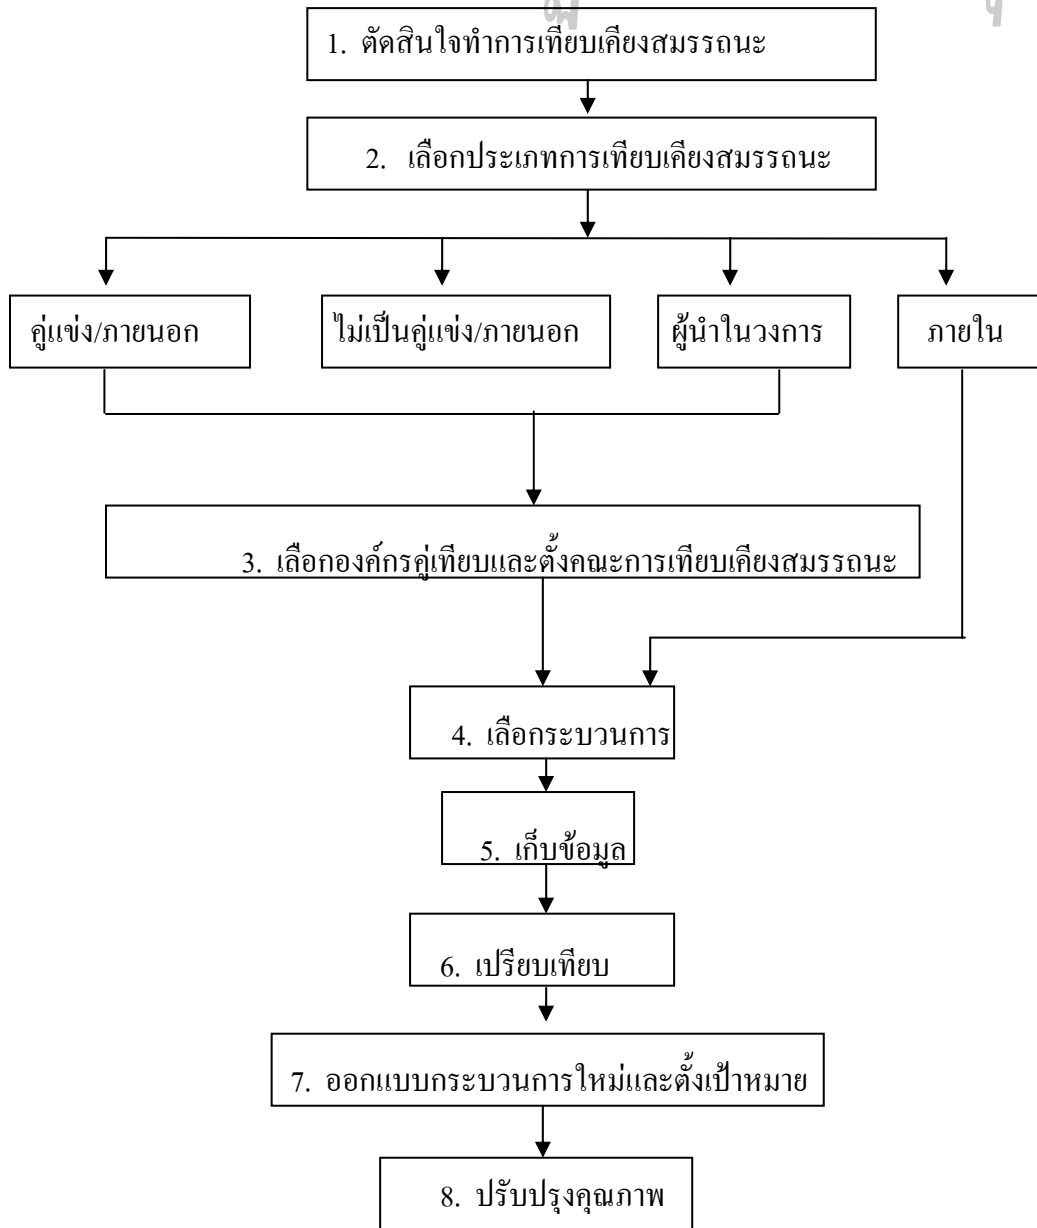 1. ตัดสินใจทำการเทียบเคียงสมรรถนะ
2. เลือกประเภทการเทียบเคียงสมรรถนะ
คู่แข่ง/ภายนอก
ไม่เป็นคู่แข่ง/ภายนอก
ผู้นำในวงการ
ภายใน
3. เลือกองค์กรคู่เทียบและตั้งคณะการเทียบเคียงสมรรถนะ
4. เลือกระบวนการ
5. เก็บข้อมูล
6. เปรียบเทียบ
7. ออกแบบกระบวนการใหม่และตั้งเป้าหมาย
8. ปรับปรุงคุณภาพ